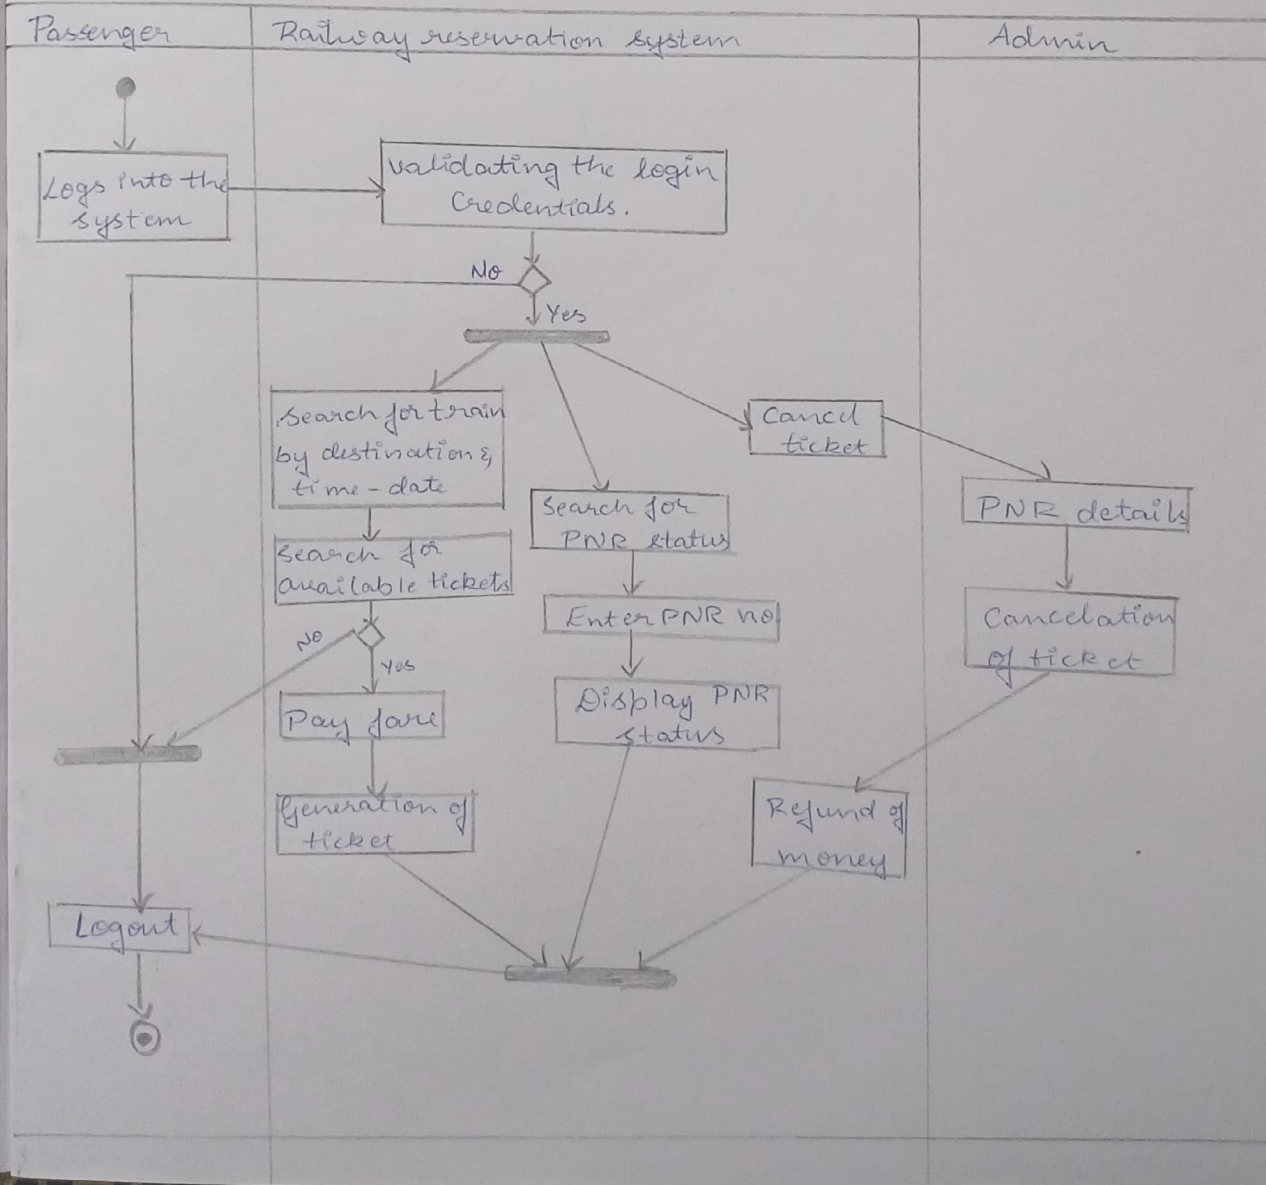 Passenger
Railway reservation system
Admin
Logs into the
system
validating the login
Credentials.
No
Yes
Search for train
by destination &
time-date
Cancel
ticket
Search for
PNR status
PNR details
Search for
available tickets
Enter PNR no
Cancelation
of ticket
No
Yes
Pay fare
Display PNR
status
Generation of
ticket
Refund of
money
Logout